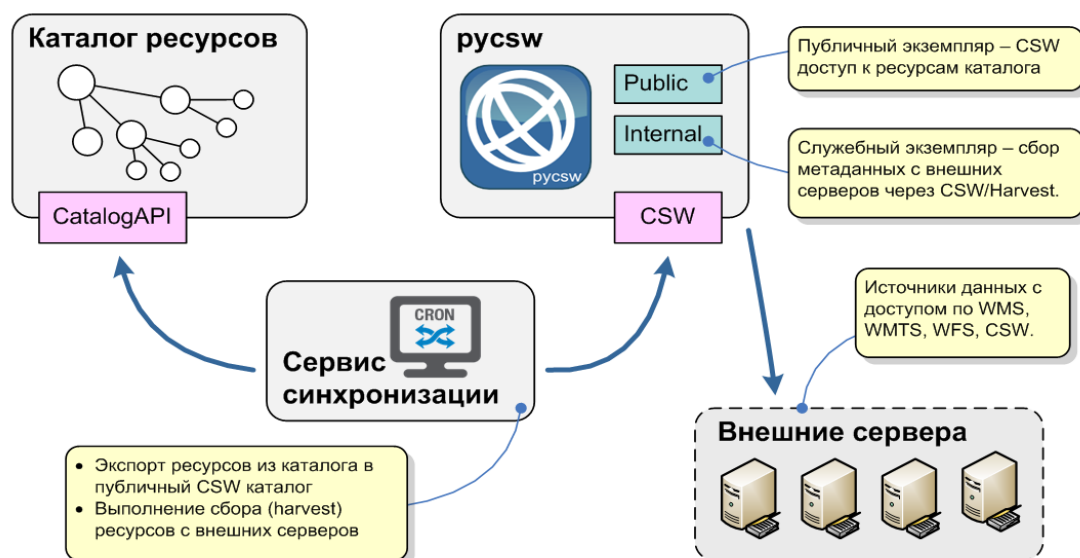 Каталог ресурсов
CatalogAPI
pycsw
pycsw
Public
Internal
CSW
Публичный экземпляр – CSW
доступ к ресурсам каталога
Служебный экземпляр – сбор
метаданных с внешних
серверов через CSW/Harvest.
CRON
Сервис
синхронизации
Источники данных с
доступом по WMS,
WMTS, WFS, CSW.
• Экспорт ресурсов из каталога в
публичный CSW каталог
• Выполнение сбора (harvest)
ресурсов с внешних серверов
Внешние сервера